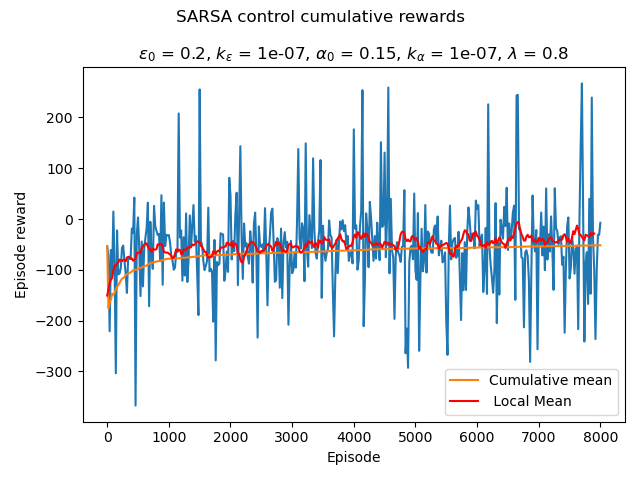 SARSA control cumulative rewards
ε₀ = 0.2, kε = 1e-07, α₀ = 0.15, kα = 1e-07, λ = 0.8
Episode reward
200
100
0
−100
−200
−300
0 1000 2000 3000 4000 5000 6000 7000 8000
Episode
Cumulative mean
Local Mean